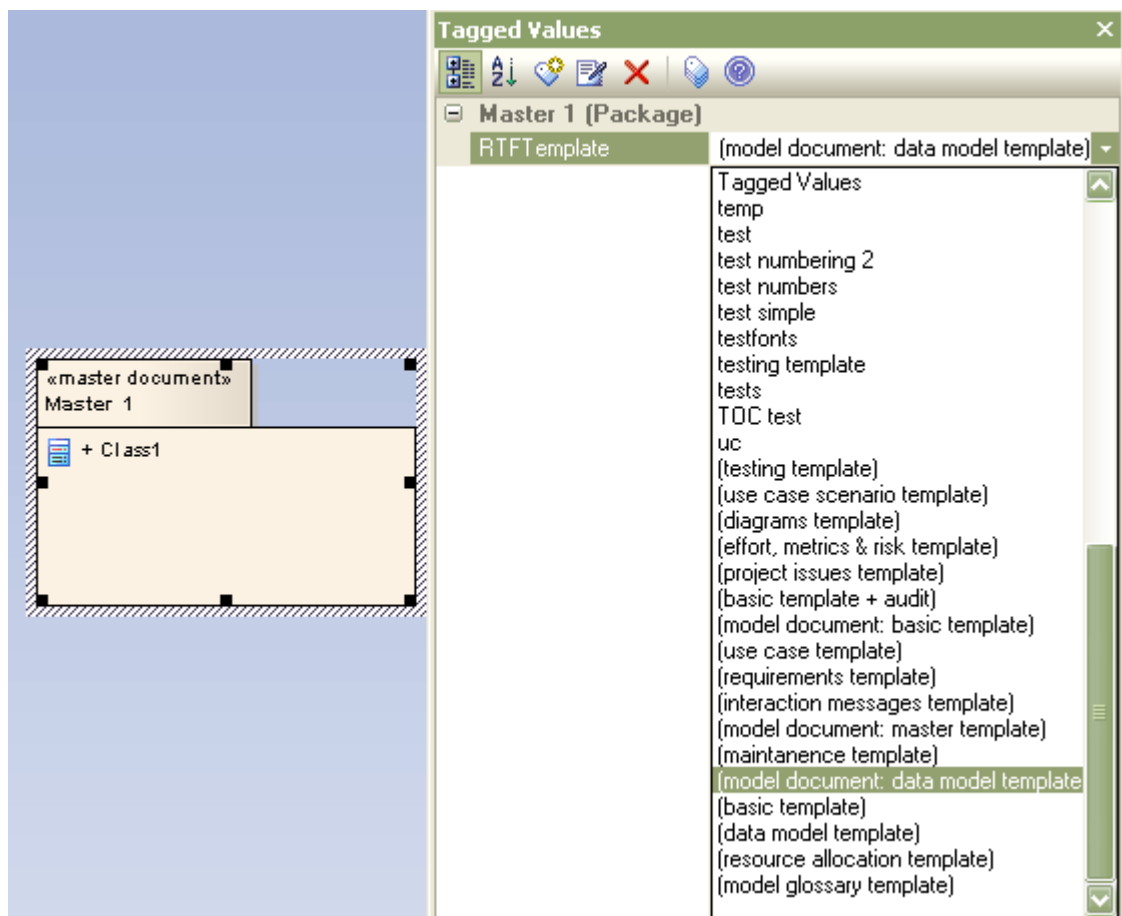 Tagged Values
Master 1 (Package)
RTFTemplate (model document: data model template)
Tagged Values
temp
test
test numbering 2
test numbers
test simple
testfonts
testing template
tests
TOC test
uc
(testing template)
(use case scenario template)
(diagrams template)
(effort, metrics & risk template)
(project issues template)
(basic template + audit)
(model document: basic template)
(use case template)
(requirements template)
(interaction messages template)
(model document: master template)
(maintanence template)
(model document: data model template
(basic template)
(data model template)
(resource allocation template)
(model glossary template)
«master document»
Master 1
+ Class1